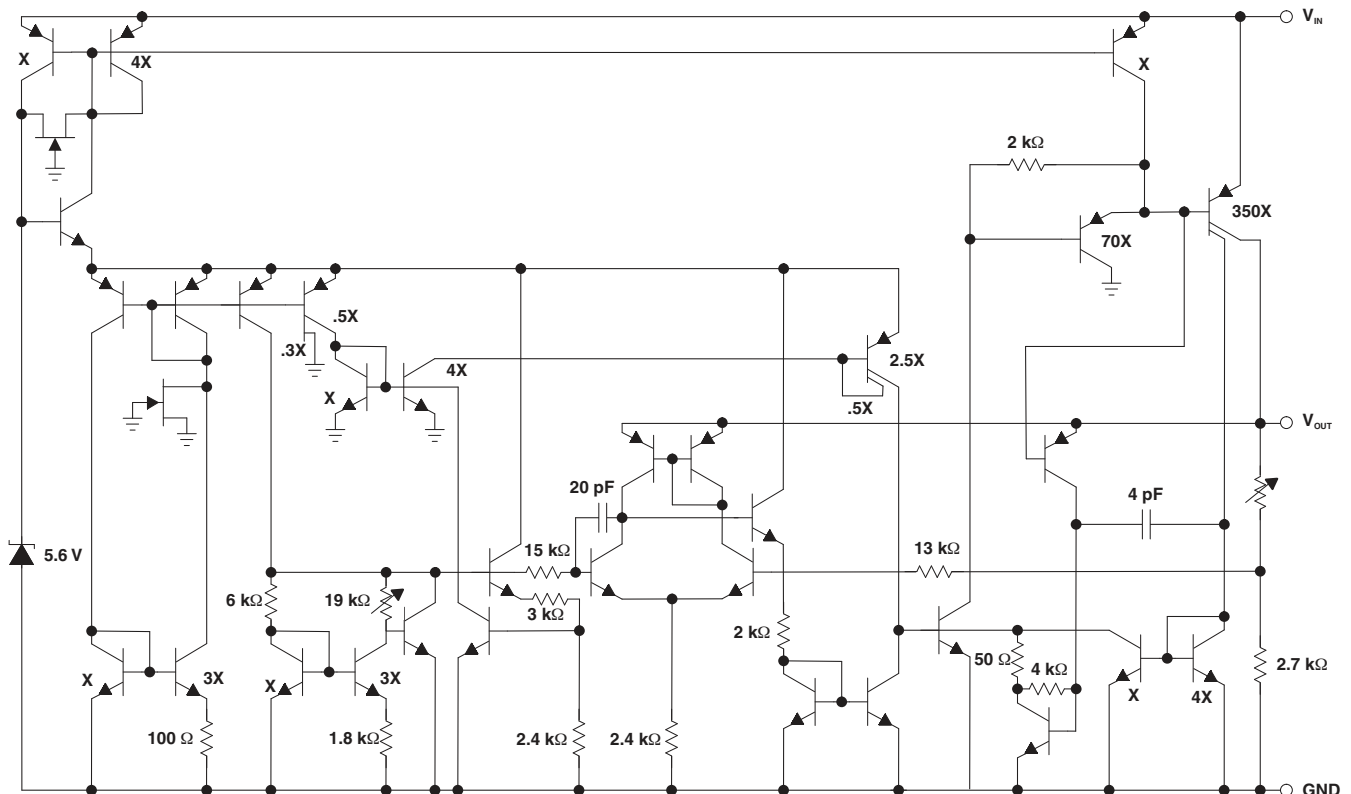 V_IN
X
4X
X
2 kΩ
350X
70X
.5X
.3X
4X
X
2.5X
.5X
V_OUT
20 pF
4 pF
5.6 V
15 kΩ
13 kΩ
6 kΩ
19 kΩ
3 kΩ
2 kΩ
50 Ω
4 kΩ
2.7 kΩ
X
3X
X
3X
X
4X
100 Ω
1.8 kΩ
2.4 kΩ
2.4 kΩ
GND